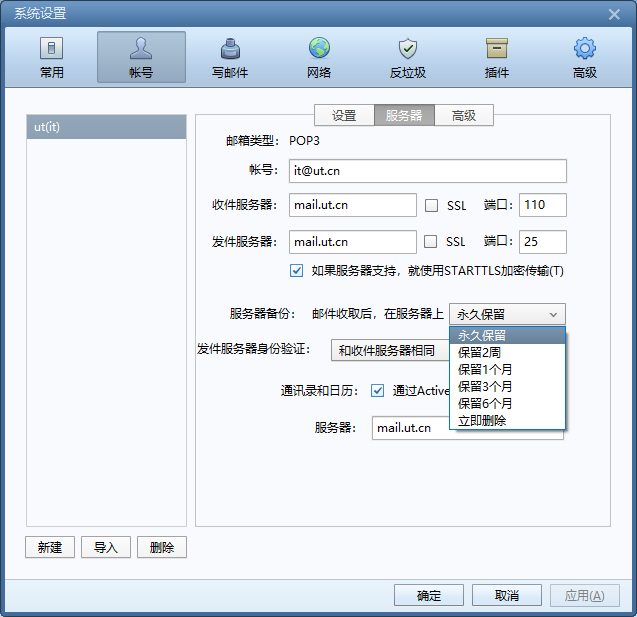 系统设置
常用 帐号 写邮件 网络 反垃圾 插件 高级
ut(it)
设置 服务器 高级
邮箱类型: POP3
帐号: it@ut.cn
收件服务器: mail.ut.cn SSL 端口: 110
发件服务器: mail.ut.cn SSL 端口: 25
如果服务器支持，就使用STARTTLS加密传输(T)
服务器备份: 邮件收取后，在服务器上 永久保留
永久保留
保留2周
保留1个月
保留3个月
保留6个月
立即删除
发件服务器身份验证: 和收件服务器相同
通讯录和日历: 通过Active
服务器: mail.ut.cn
新建 导入 删除
确定 取消 应用(A)